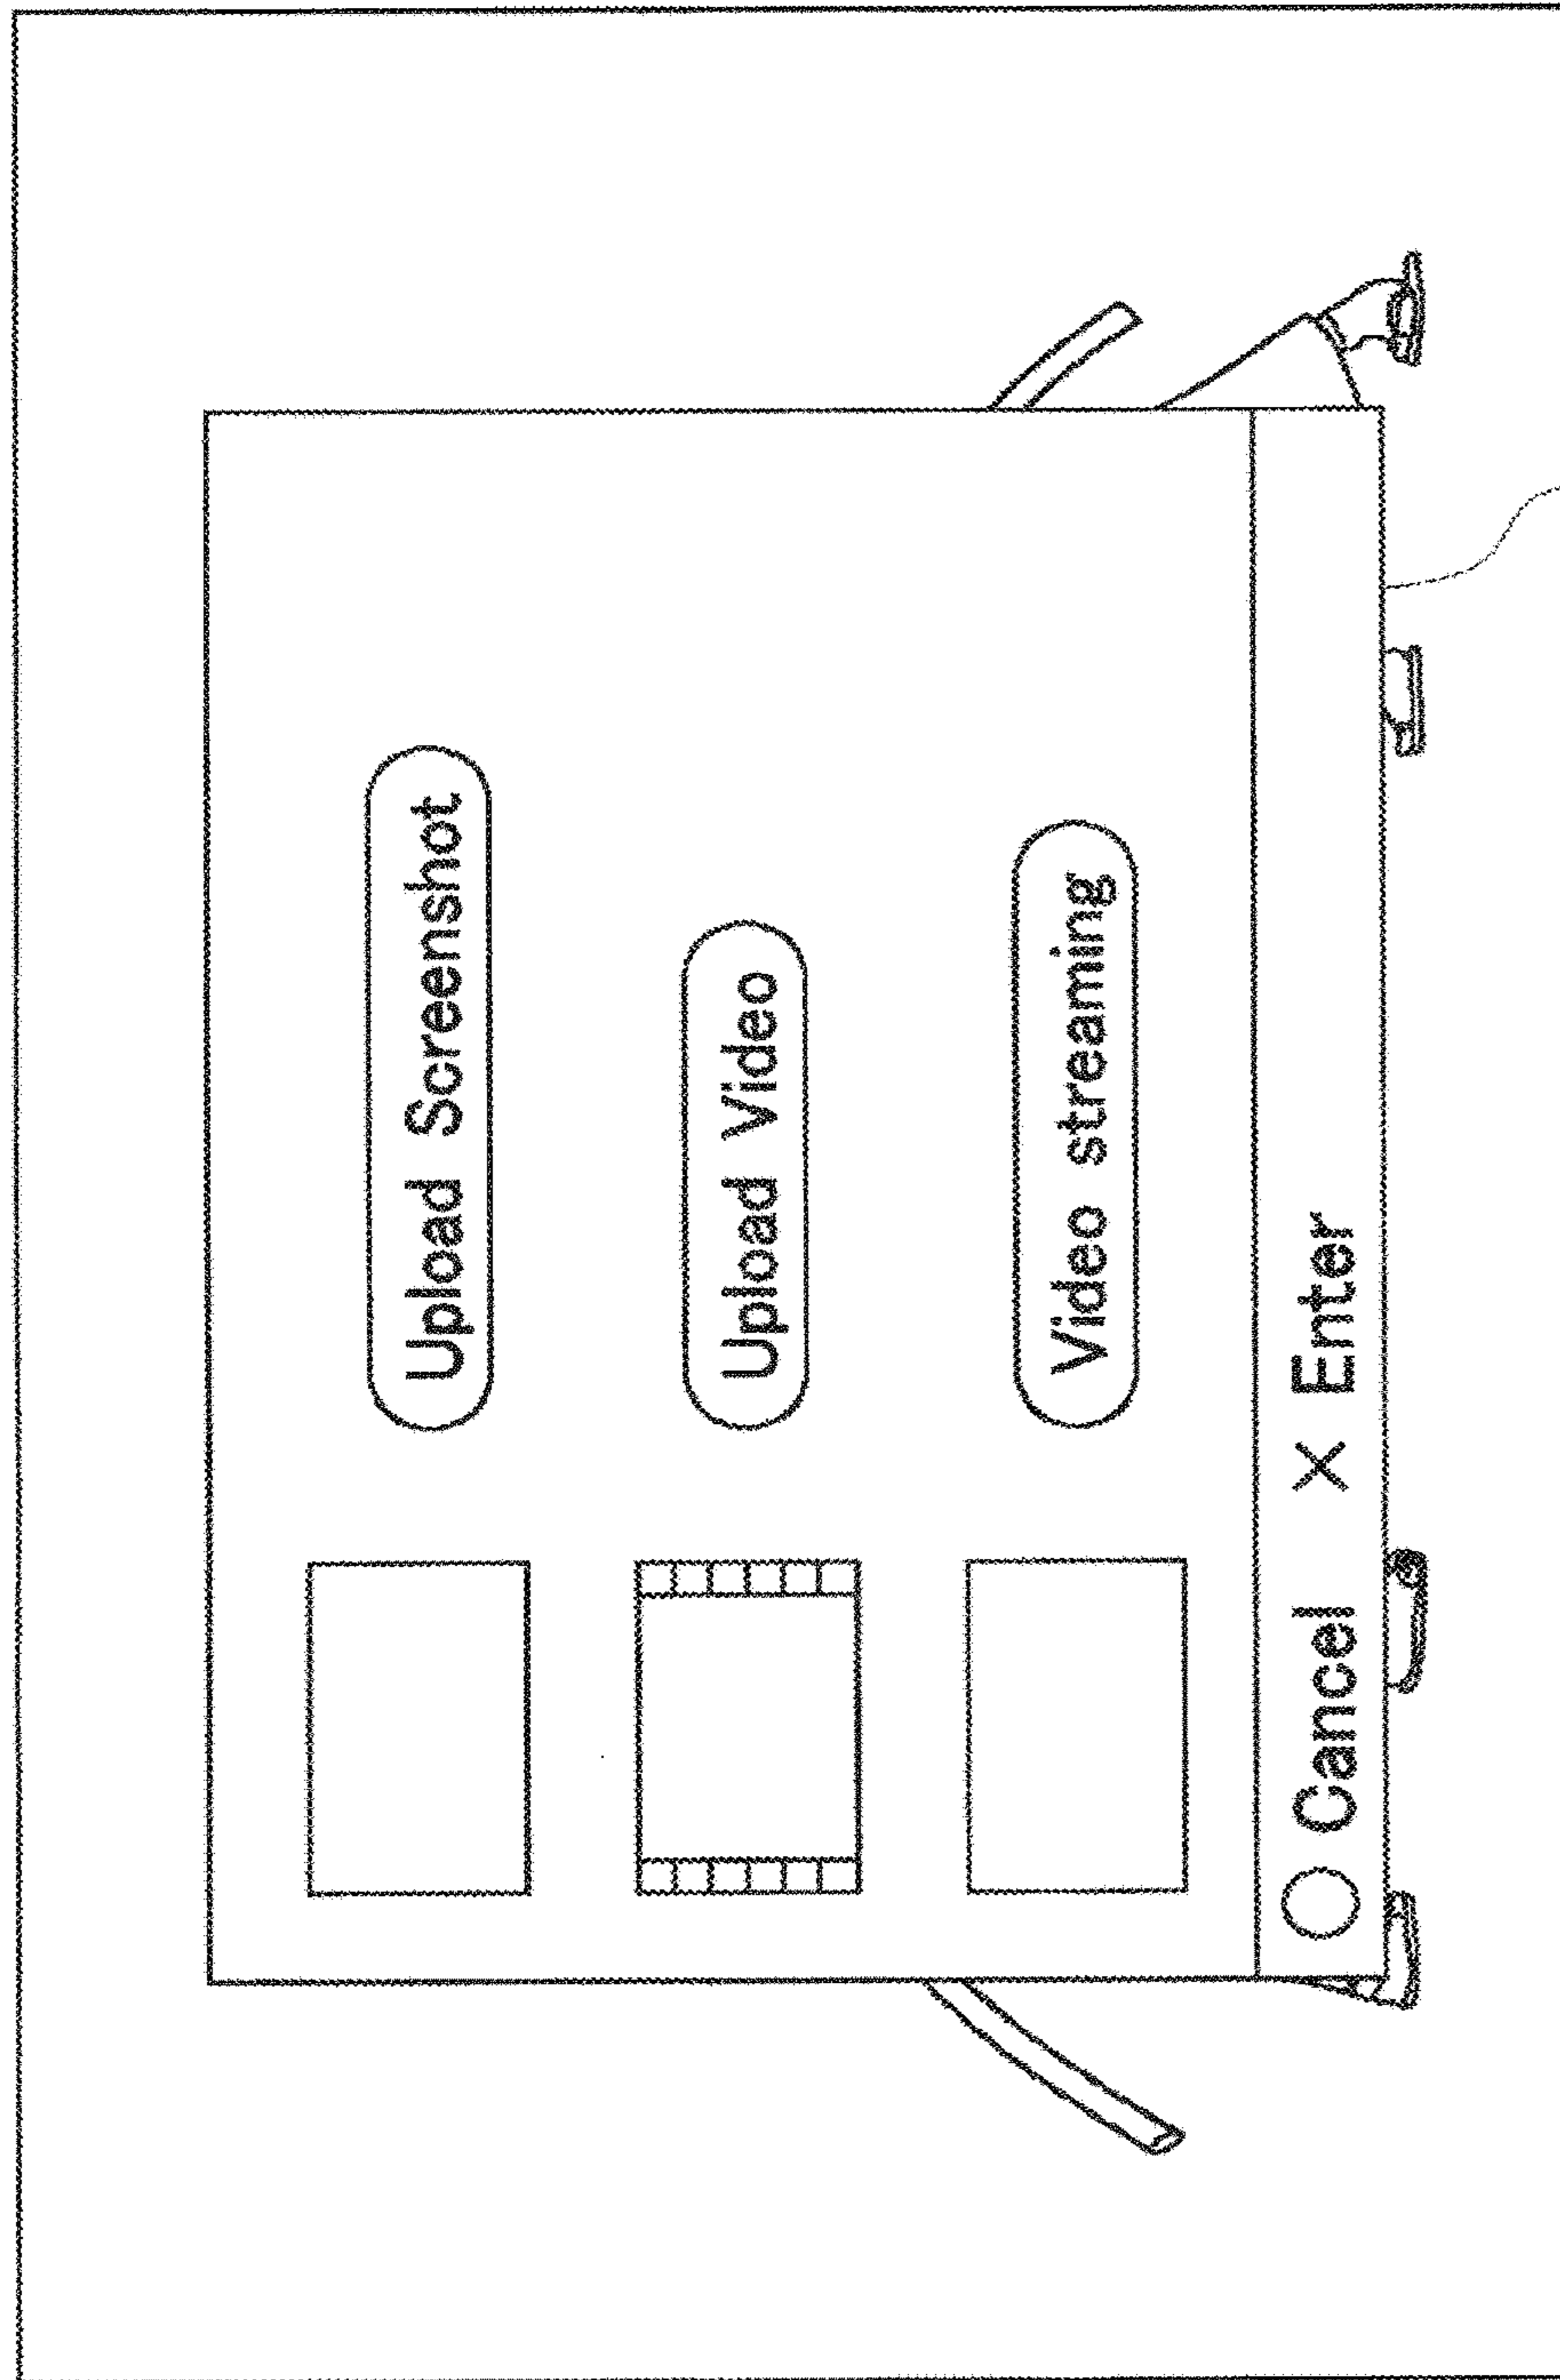 Upload Screenshot
Upload Video
Video streaming
○ Cancel × Enter